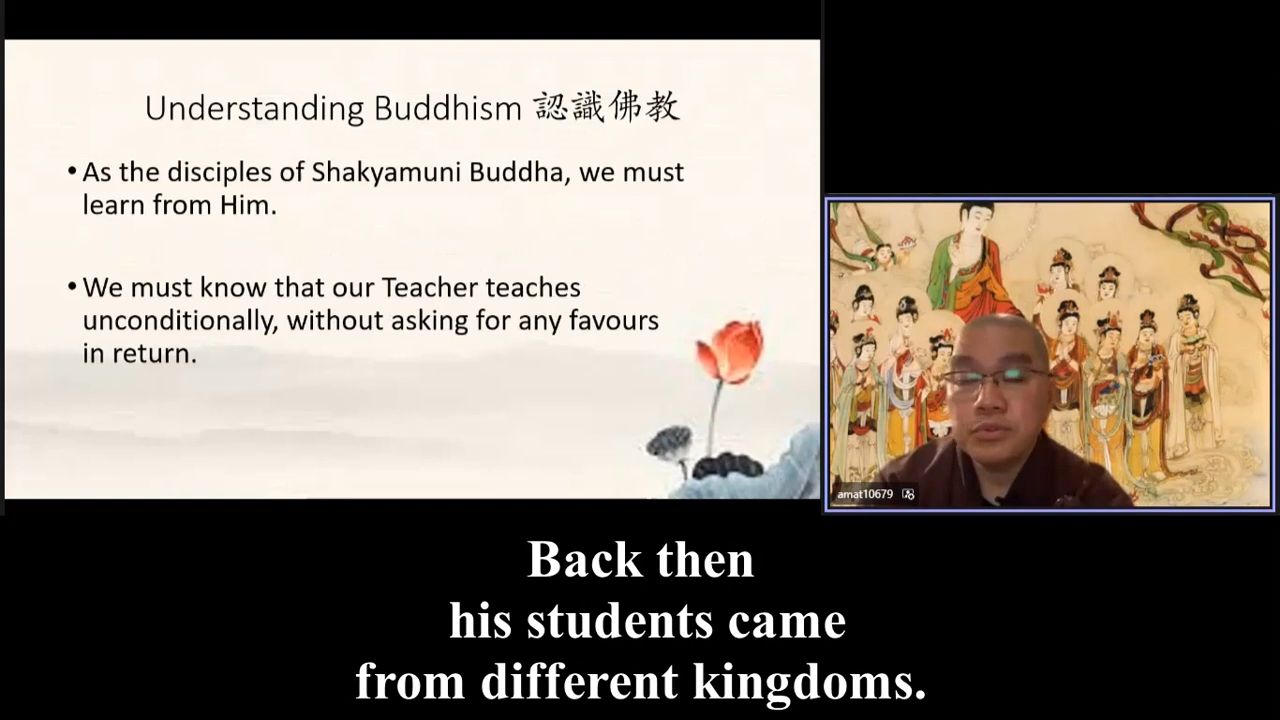 Understanding Buddhism 認識佛教
•As the disciples of Shakyamuni Buddha, we must
learn from Him.
•We must know that our Teacher teaches
unconditionally, without asking for any favours
in return.
amat10679
Back then
his students came
from different kingdoms.